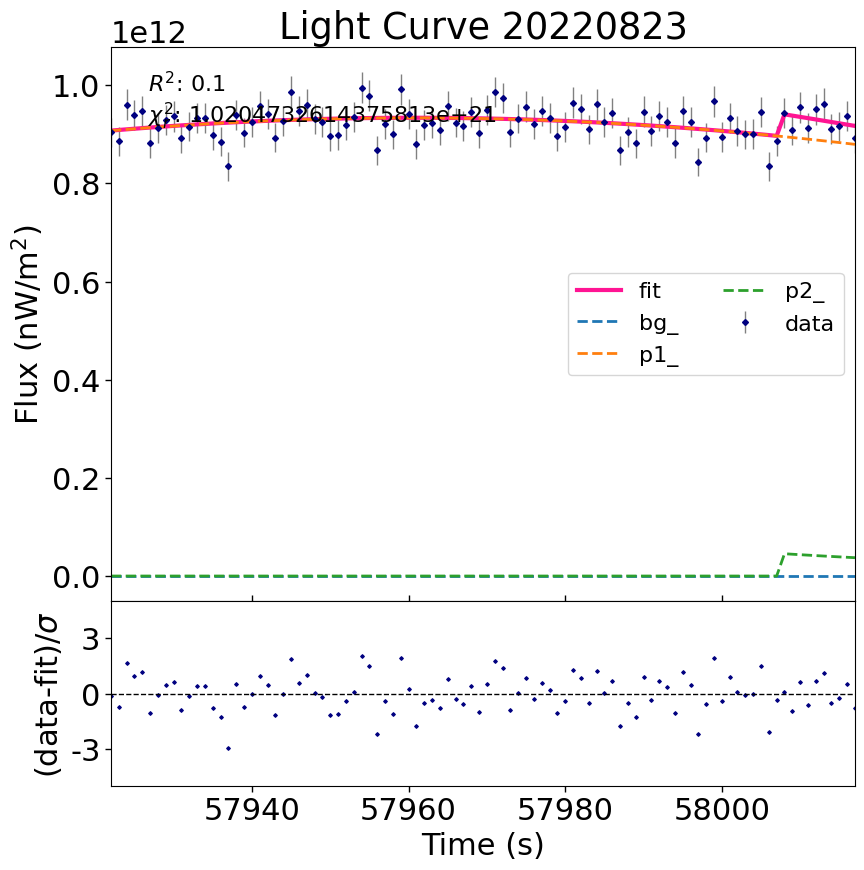 Light Curve 20220823
1e12
R²: 0.1
χ²: 1.0204732614375813e+21
1.0
0.8
0.6
0.4
0.2
0.0
Flux (nW/m²)
fit
bg_
p1_
p2_
data
3
0
-3
(data-fit)/σ
57940 57960 57980 58000
Time (s)